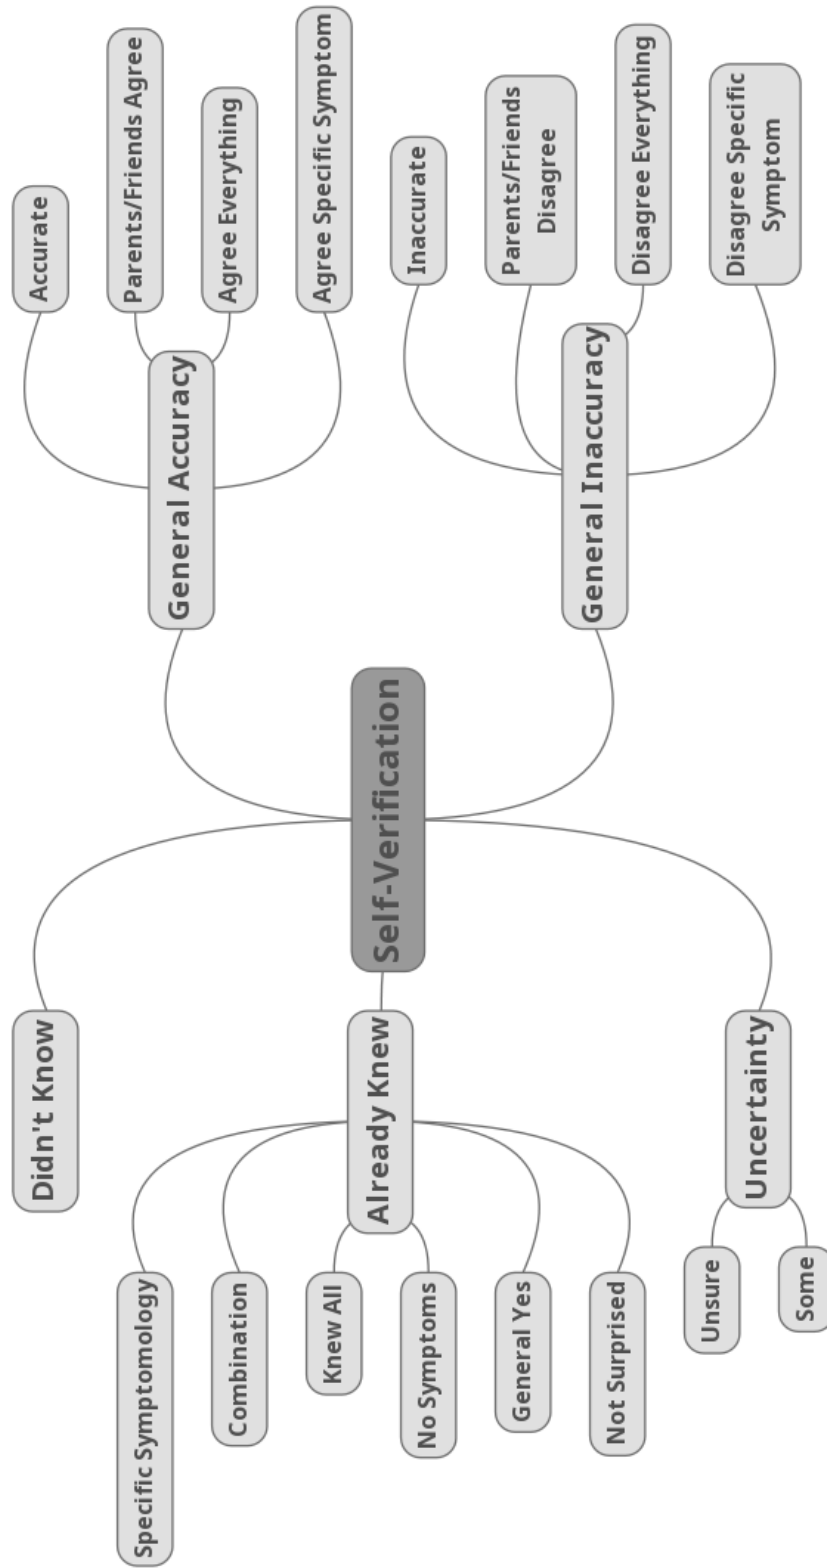 Self-Verification
General Accuracy
Accurate
Parents/Friends Agree
Agree Everything
Agree Specific Symptom
General Inaccuracy
Inaccurate
Parents/Friends
Disagree
Disagree Everything
Disagree Specific
Symptom
Didn't Know
Already Knew
Specific Symptomology
Combination
Knew All
No Symptoms
General Yes
Not Surprised
Uncertainty
Unsure
Some